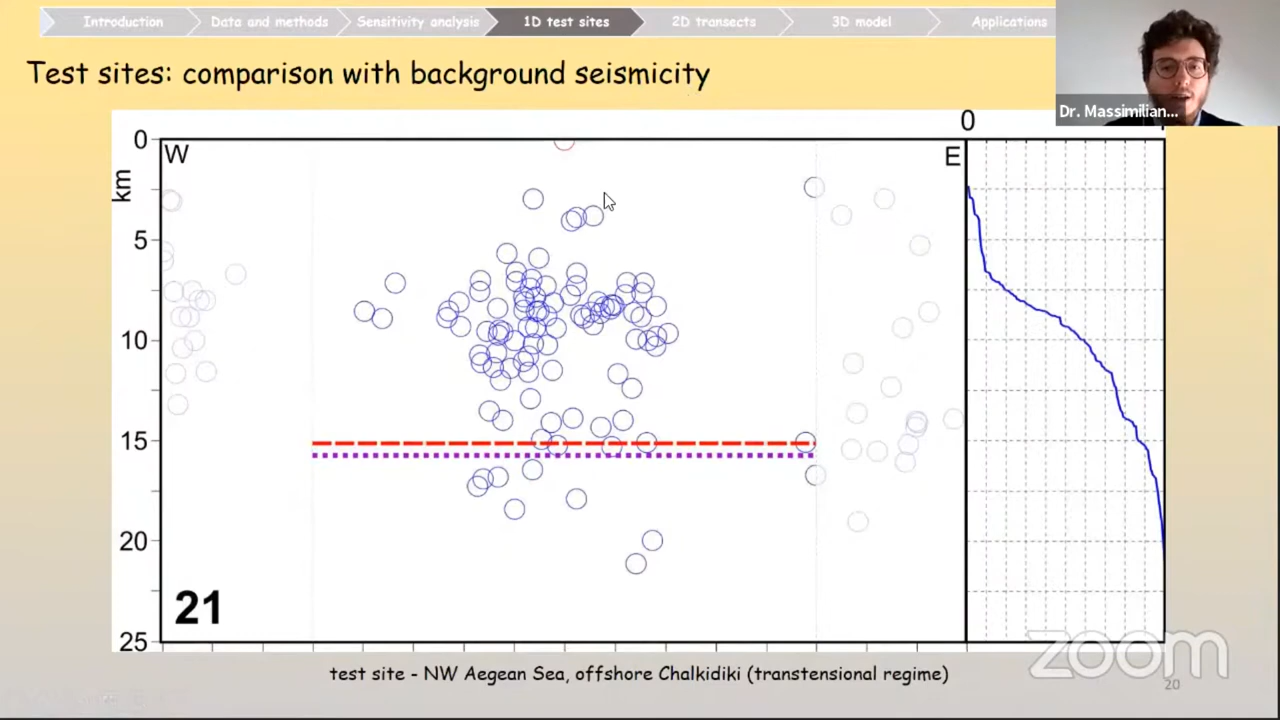 Introduction
Data and methods
Sensitivity analysis
1D test sites
2D transects
3D model
Applications
Test sites: comparison with background seismicity
Dr. Massimilian...
0
0
W
E
km
5
10
15
20
25
21
zoom
test site - NW Aegean Sea, offshore Chalkidiki (transtensional regime)
20